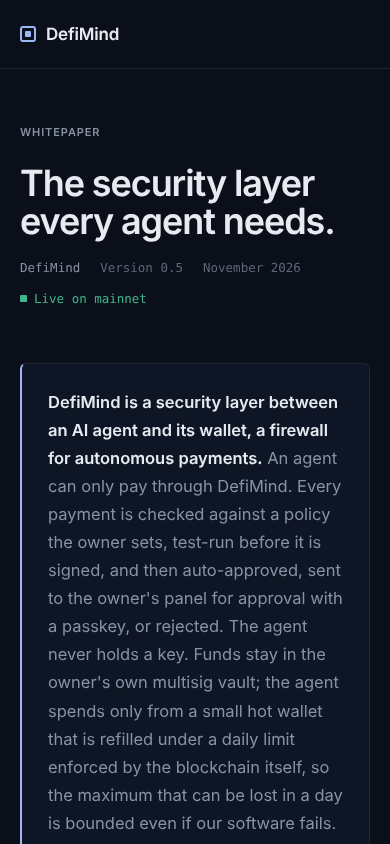 DefiMind
WHITEPAPER
The security layer
every agent needs.
DefiMind Version 0.5 November 2026
Live on mainnet
DefiMind is a security layer between
an AI agent and its wallet, a firewall
for autonomous payments. An agent
can only pay through DefiMind. Every
payment is checked against a policy
the owner sets, test-run before it is
signed, and then auto-approved, sent
to the owner's panel for approval with
a passkey, or rejected. The agent
never holds a key. Funds stay in the
owner's own multisig vault; the agent
spends only from a small hot wallet
that is refilled under a daily limit
enforced by the blockchain itself, so
the maximum that can be lost in a day
is bounded even if our software fails.